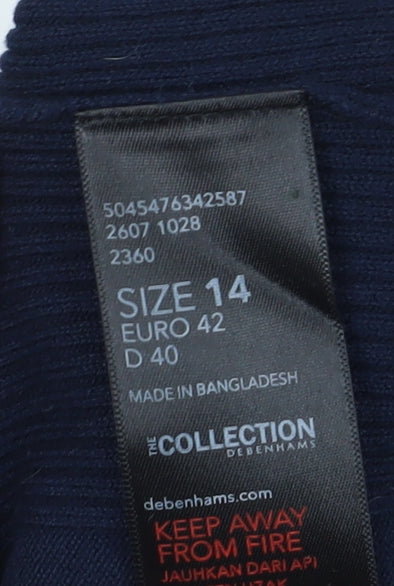 5045476342587
2607 1028
2360
SIZE 14
EURO 42
D 40
MADE IN BANGLADESH
THE COLLECTION
DEBENHAMS
debenhams.com
KEEP AWAY
FROM FIRE
JAUHKAN DARI API